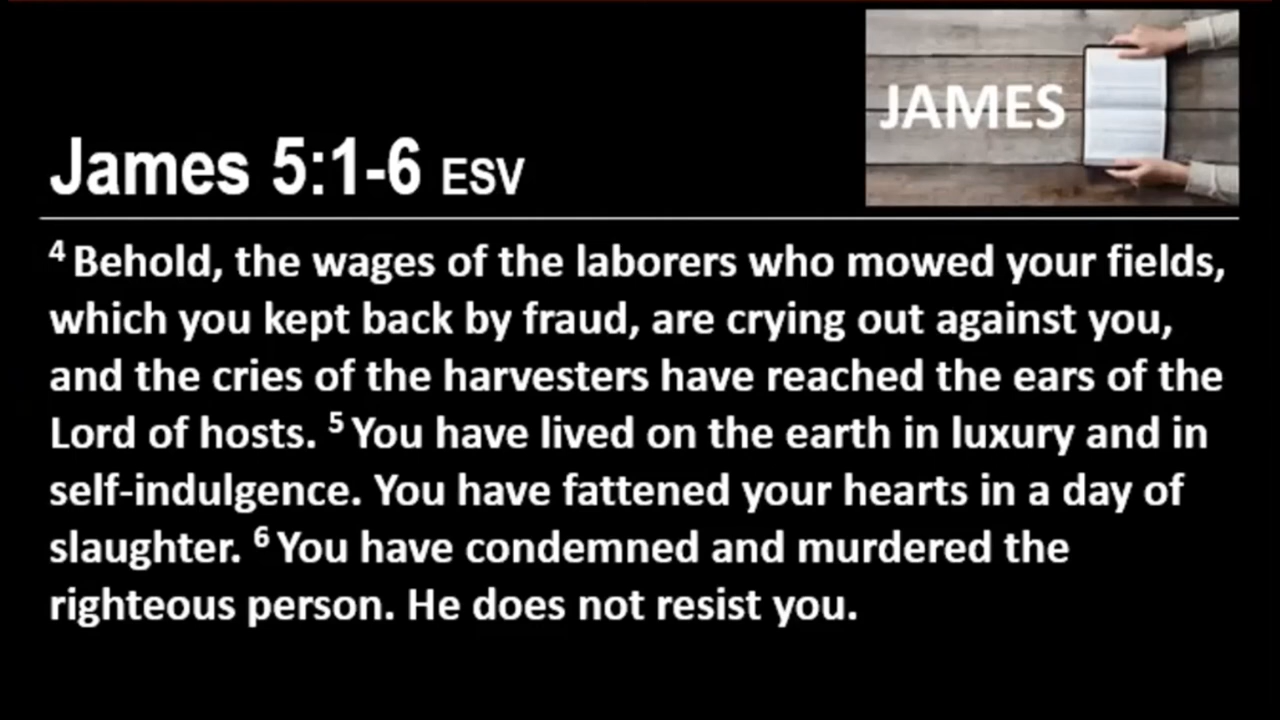 JAMES
James 5:1-6 ESV
4 Behold, the wages of the laborers who mowed your fields,
which you kept back by fraud, are crying out against you,
and the cries of the harvesters have reached the ears of the
Lord of hosts. 5 You have lived on the earth in luxury and in
self-indulgence. You have fattened your hearts in a day of
slaughter. 6 You have condemned and murdered the
righteous person. He does not resist you.